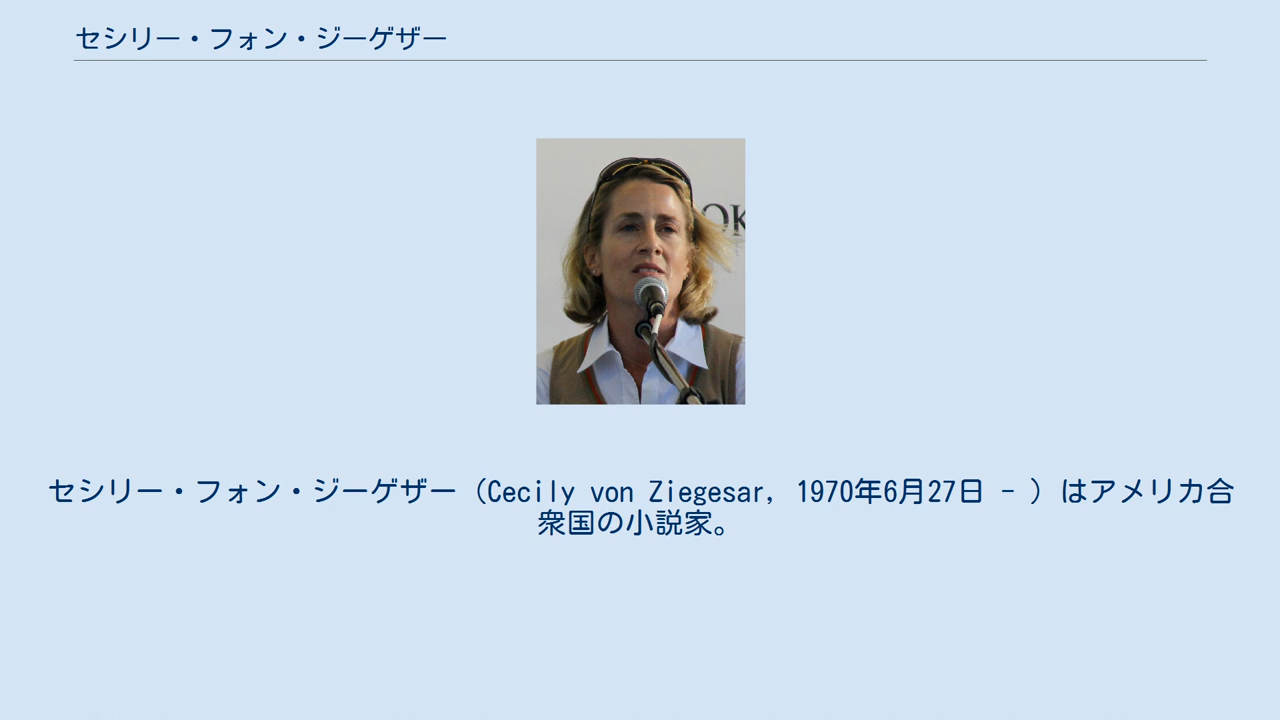 セシリー・フォン・ジーゲザー
OK
セシリー・フォン・ジーゲザー（Cecily von Ziegesar, 1970年6月27日 - ）はアメリカ合
衆国の小説家。